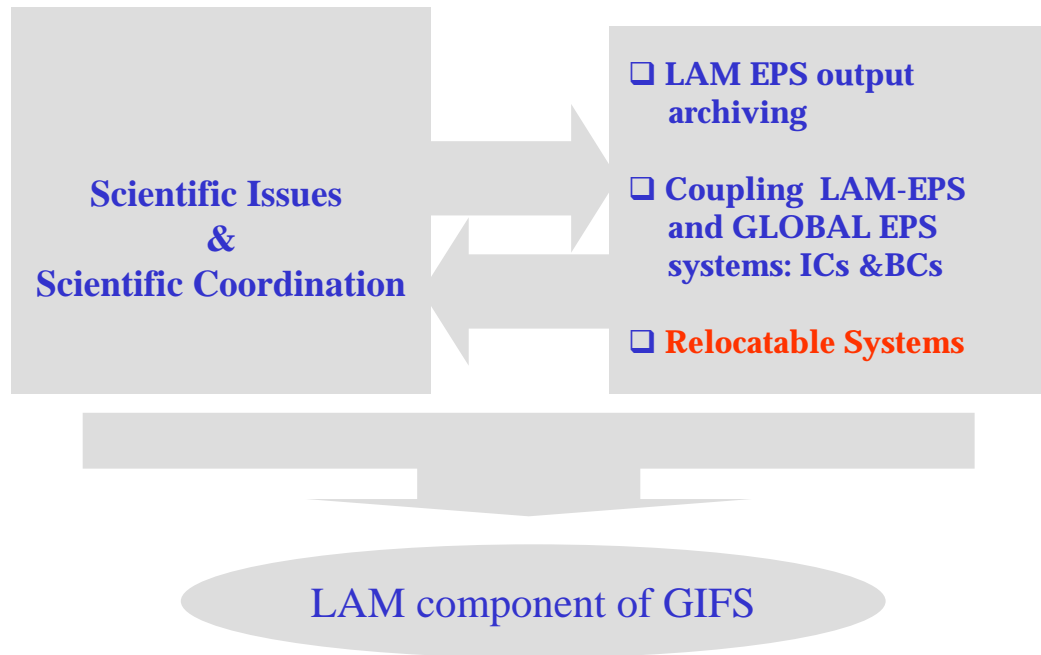 Scientific Issues
&
Scientific Coordination
❑ LAM EPS output
archiving
❑ Coupling LAM-EPS
and GLOBAL EPS
systems: ICs &BCs
❑ Relocatable Systems
LAM component of GIFS